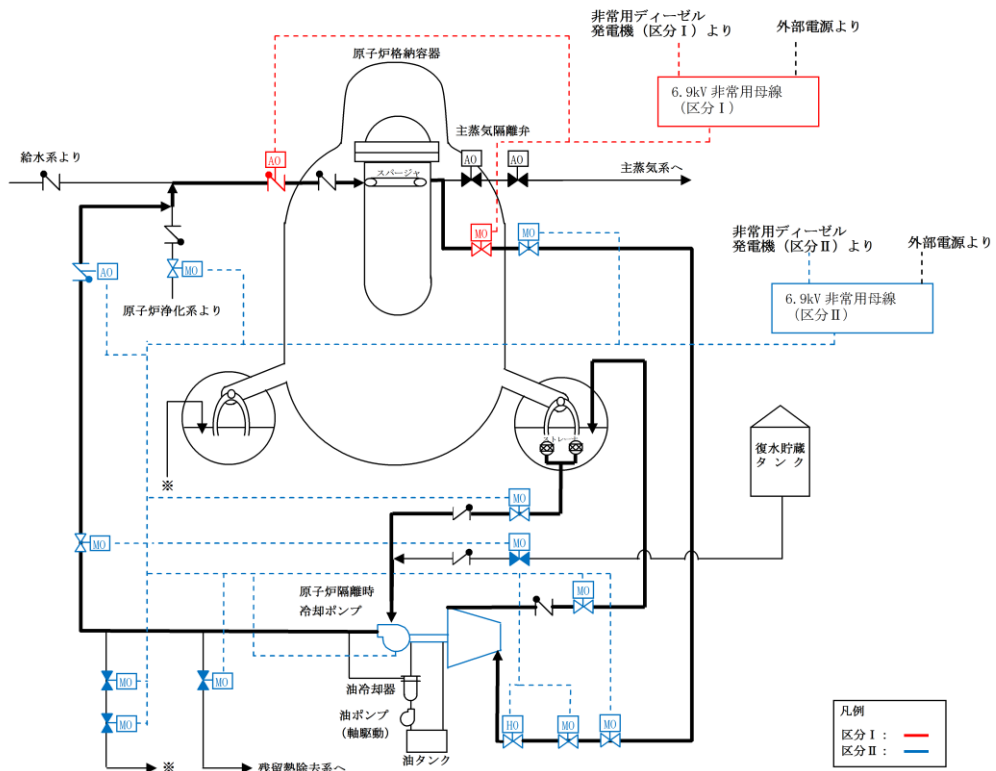 非常用ディーゼル
発電機（区分Ⅰ）より
外部電源より
原子炉格納容器
6.9kV 非常用母線
（区分Ⅰ）
給水系より
AO
主蒸気隔離弁
AO
AO
スパージャ
主蒸気系へ
MO
MO
非常用ディーゼル
発電機（区分Ⅱ）より
外部電源より
AO
MO
原子炉浄化系より
6.9kV 非常用母線
（区分Ⅱ）
ストレーナ
復水貯蔵
タンク
※
MO
MO
MO
原子炉隔離時
冷却ポンプ
MO
MO
MO
油冷却器
MO
油ポンプ
（軸駆動）
HO
MO
MO
油タンク
※
残留熱除去系へ
凡例
区分Ⅰ：
区分Ⅱ：